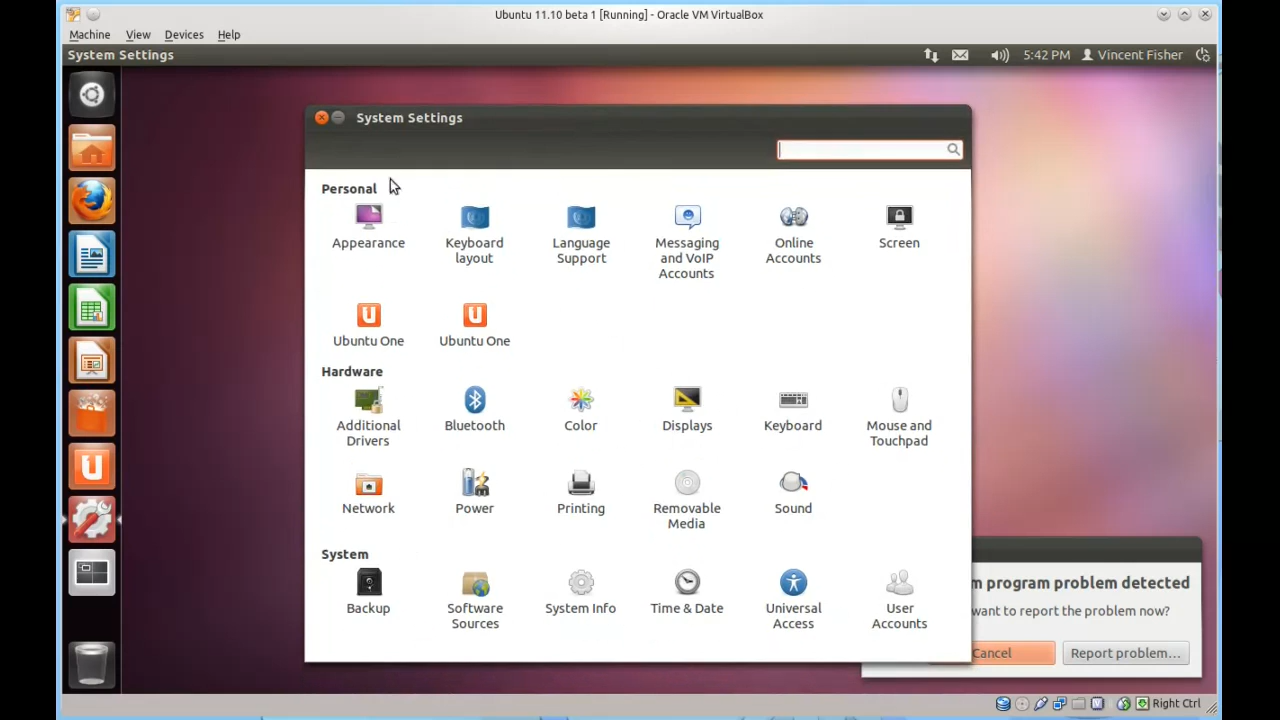 Ubuntu 11.10 beta 1 [Running] - Oracle VM VirtualBox
Machine View Devices Help
System Settings 5:42 PM Vincent Fisher
System Settings
Personal
Appearance
Keyboard
layout
Language
Support
Messaging
and VoIP
Accounts
Online
Accounts
Screen
Ubuntu One
Ubuntu One
Hardware
Additional
Drivers
Bluetooth
Color
Displays
Keyboard
Mouse and
Touchpad
Network
Power
Printing
Removable
Media
Sound
System
Backup
Software
Sources
System Info
Time & Date
Universal
Access
User
Accounts
m program problem detected
want to report the problem now?
Cancel
Report problem...
Right Ctrl